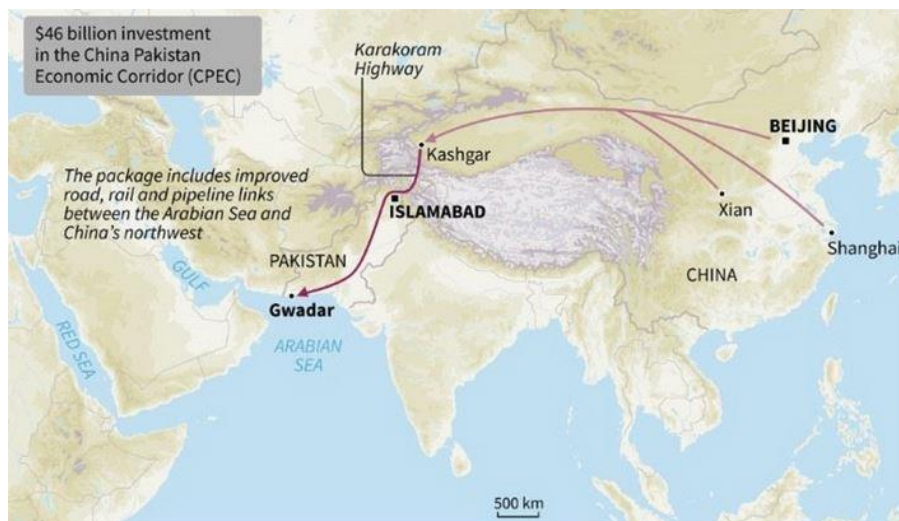 $46 billion investment
in the China Pakistan
Economic Corridor (CPEC)
Karakoram
Highway
BEIJING
Kashgar
The package includes improved
road, rail and pipeline links
between the Arabian Sea and
China's northwest
ISLAMABAD
Xian
Shanghai
PAKISTAN
CHINA
GULF
Gwadar
RED SEA
ARABIAN
SEA
500 km